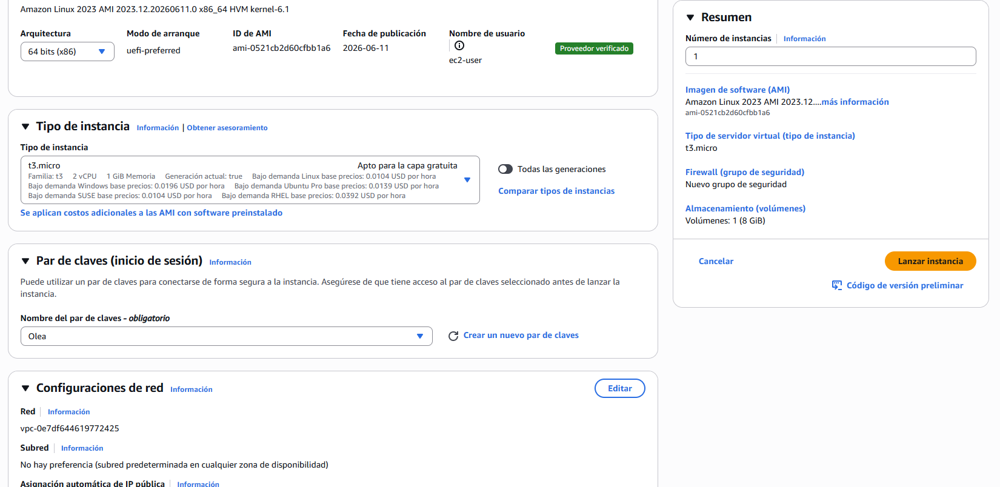 Amazon Linux 2023 AMI 2023.12.20260611.0 x86_64 HVM kernel-6.1
Arquitectura
64 bits (x86)
Modo de arranque
uefi-preferred
ID de AMI
ami-0521cb2d60cfbb1a6
Fecha de publicación
2026-06-11
Nombre de usuario
ec2-user
Proveedor verificado
Tipo de instancia Información | Obtener asesoramiento
Tipo de instancia
t3.micro Apto para la capa gratuita
Familia: t3 2 vCPU 1 GiB Memoria Generación actual: true Bajo demanda Linux base precios: 0.0104 USD por hora
Bajo demanda Windows base precios: 0.0196 USD por hora Bajo demanda Ubuntu Pro base precios: 0.0139 USD por hora
Bajo demanda SUSE base precios: 0.0104 USD por hora Bajo demanda RHEL base precios: 0.0392 USD por hora
Todas las generaciones
Comparar tipos de instancias
Se aplican costos adicionales a las AMI con software preinstalado
Par de claves (inicio de sesión) Información
Puede utilizar un par de claves para conectarse de forma segura a la instancia. Asegúrese de que tiene acceso al par de claves seleccionado antes de lanzar la
instancia.
Nombre del par de claves - obligatorio
Olea
Crear un nuevo par de claves
Configuraciones de red Información
Editar
Red Información
vpc-0e7df644619772425
Subred Información
No hay preferencia (subred predeterminada en cualquier zona de disponibilidad)
Asignación automática de IP pública Información
Resumen
Número de instancias Información
1
Imagen de software (AMI)
Amazon Linux 2023 AMI 2023.12....más información
ami-0521cb2d60cfbb1a6
Tipo de servidor virtual (tipo de instancia)
t3.micro
Firewall (grupo de seguridad)
Nuevo grupo de seguridad
Almacenamiento (volúmenes)
Volúmenes: 1 (8 GiB)
Cancelar
Lanzar instancia
Código de versión preliminar